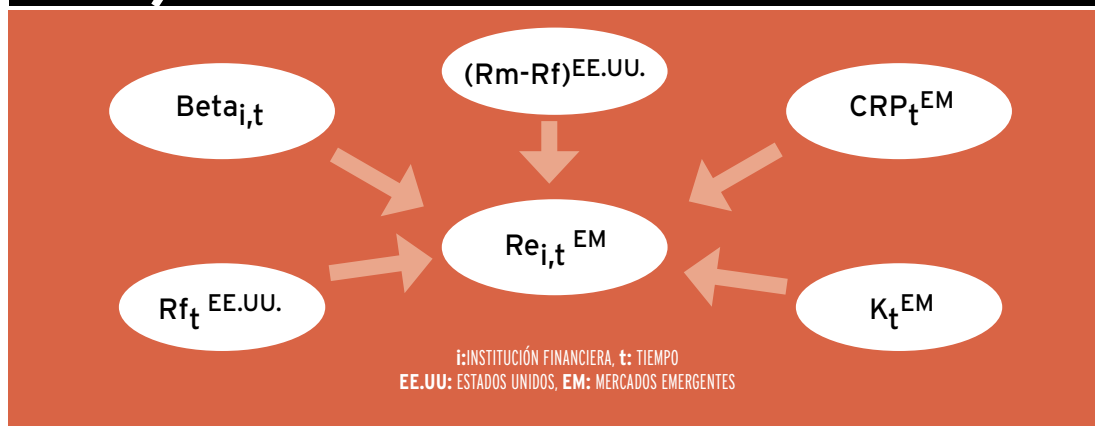 (Rm-Rf)EE.UU.
Betai,t
CRPtEM
Rei,t EM
Rft EE.UU.
KtEM
i:INSTITUCIÓN FINANCIERA, t: TIEMPO
EE.UU: ESTADOS UNIDOS, EM: MERCADOS EMERGENTES